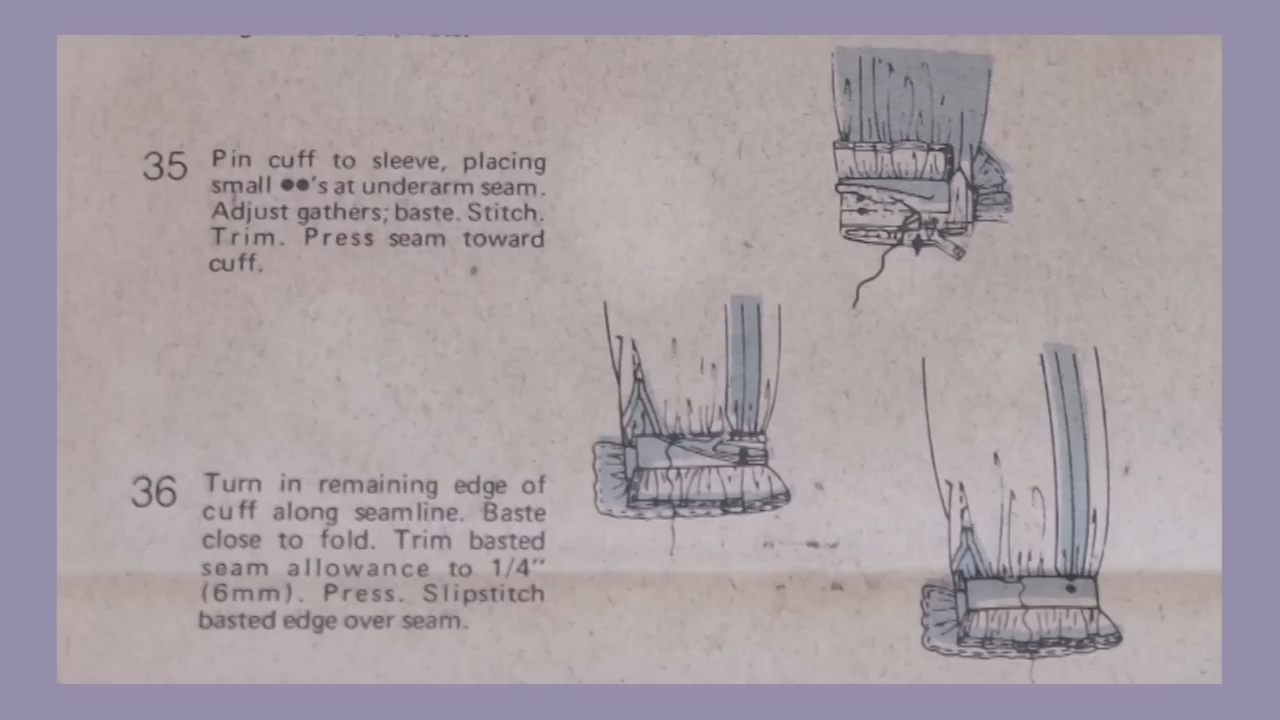 35 Pin cuff to sleeve, placing
small ●●'s at underarm seam.
Adjust gathers; baste. Stitch.
Trim. Press seam toward
cuff.
36 Turn in remaining edge of
cuff along seamline. Baste
close to fold. Trim basted
seam allowance to 1/4"
(6mm). Press. Slipstitch
basted edge over seam.